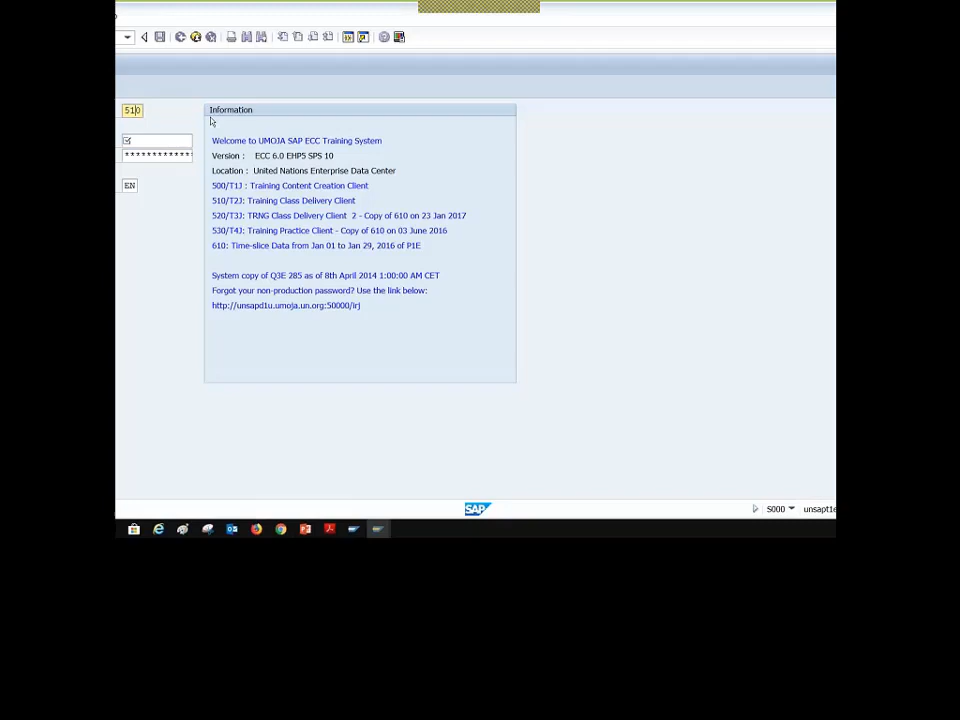 510
Information
Welcome to UMOJA SAP ECC Training System
Version : ECC 6.0 EHP5 SPS 10
Location : United Nations Enterprise Data Center
500/T1J : Training Content Creation Client
510/T2J: Training Class Delivery Client
520/T3J: TRNG Class Delivery Client 2 - Copy of 610 on 23 Jan 2017
530/T4J: Training Practice Client - Copy of 610 on 03 June 2016
610: Time-slice Data from Jan 01 to Jan 29, 2016 of P1E
************
EN
System copy of Q3E 285 as of 8th April 2014 1:00:00 AM CET
Forgot your non-production password? Use the link below:
http://unsapd1u.umoja.un.org:50000/irj
SAP
S000
unsapt1e